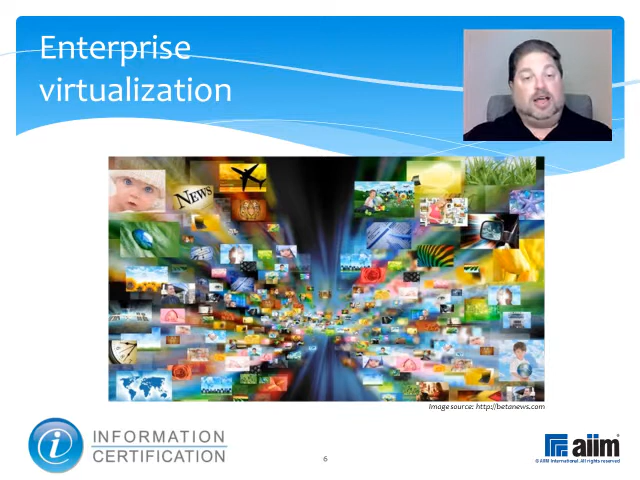 Enterprise
virtualization
NEWS
Image source: http://betanews.com
i
INFORMATION
CERTIFICATION
6
aiim
© AIIM International, All rights reserved